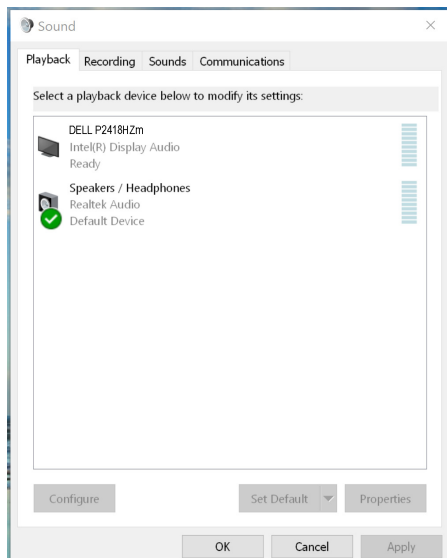 Sound
Playback Recording Sounds Communications
Select a playback device below to modify its settings:
DELL P2418HZm
Intel(R) Display Audio
Ready
Speakers / Headphones
Realtek Audio
Default Device
Configure Set Default Properties
OK Cancel Apply